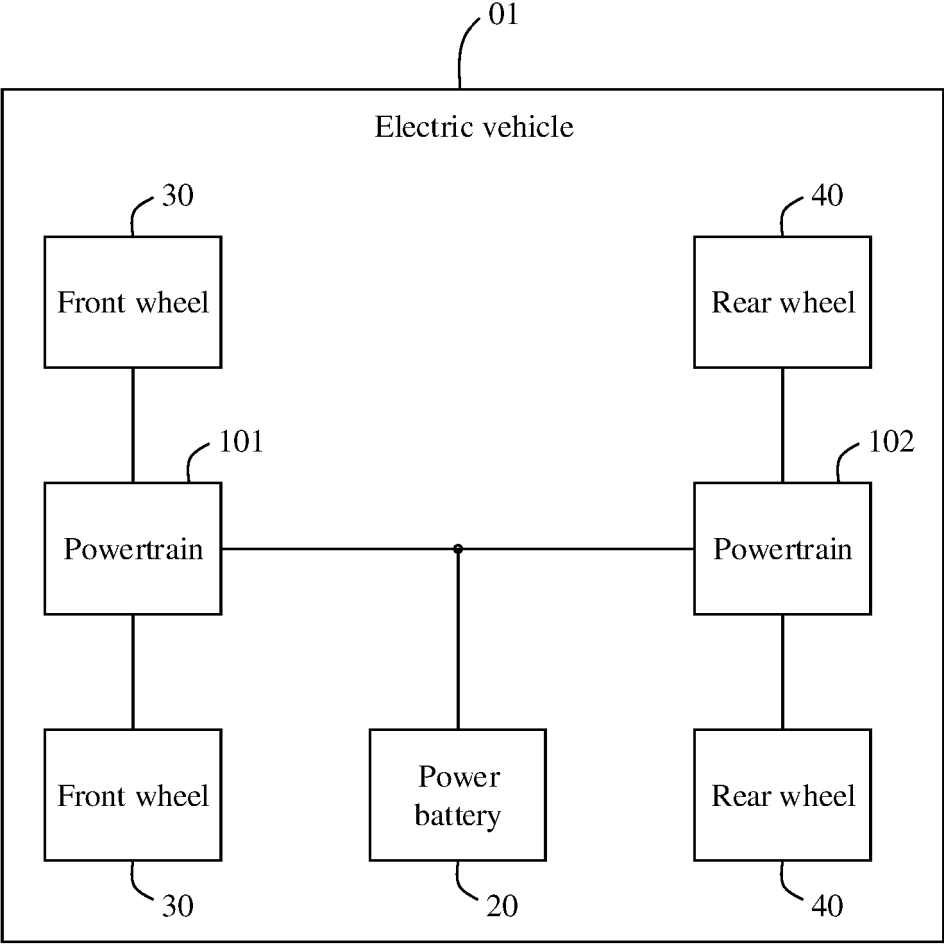 01
Electric vehicle
30
40
Front wheel
Rear wheel
101
102
Powertrain
Powertrain
Front wheel
Power
battery
Rear wheel
30
20
40